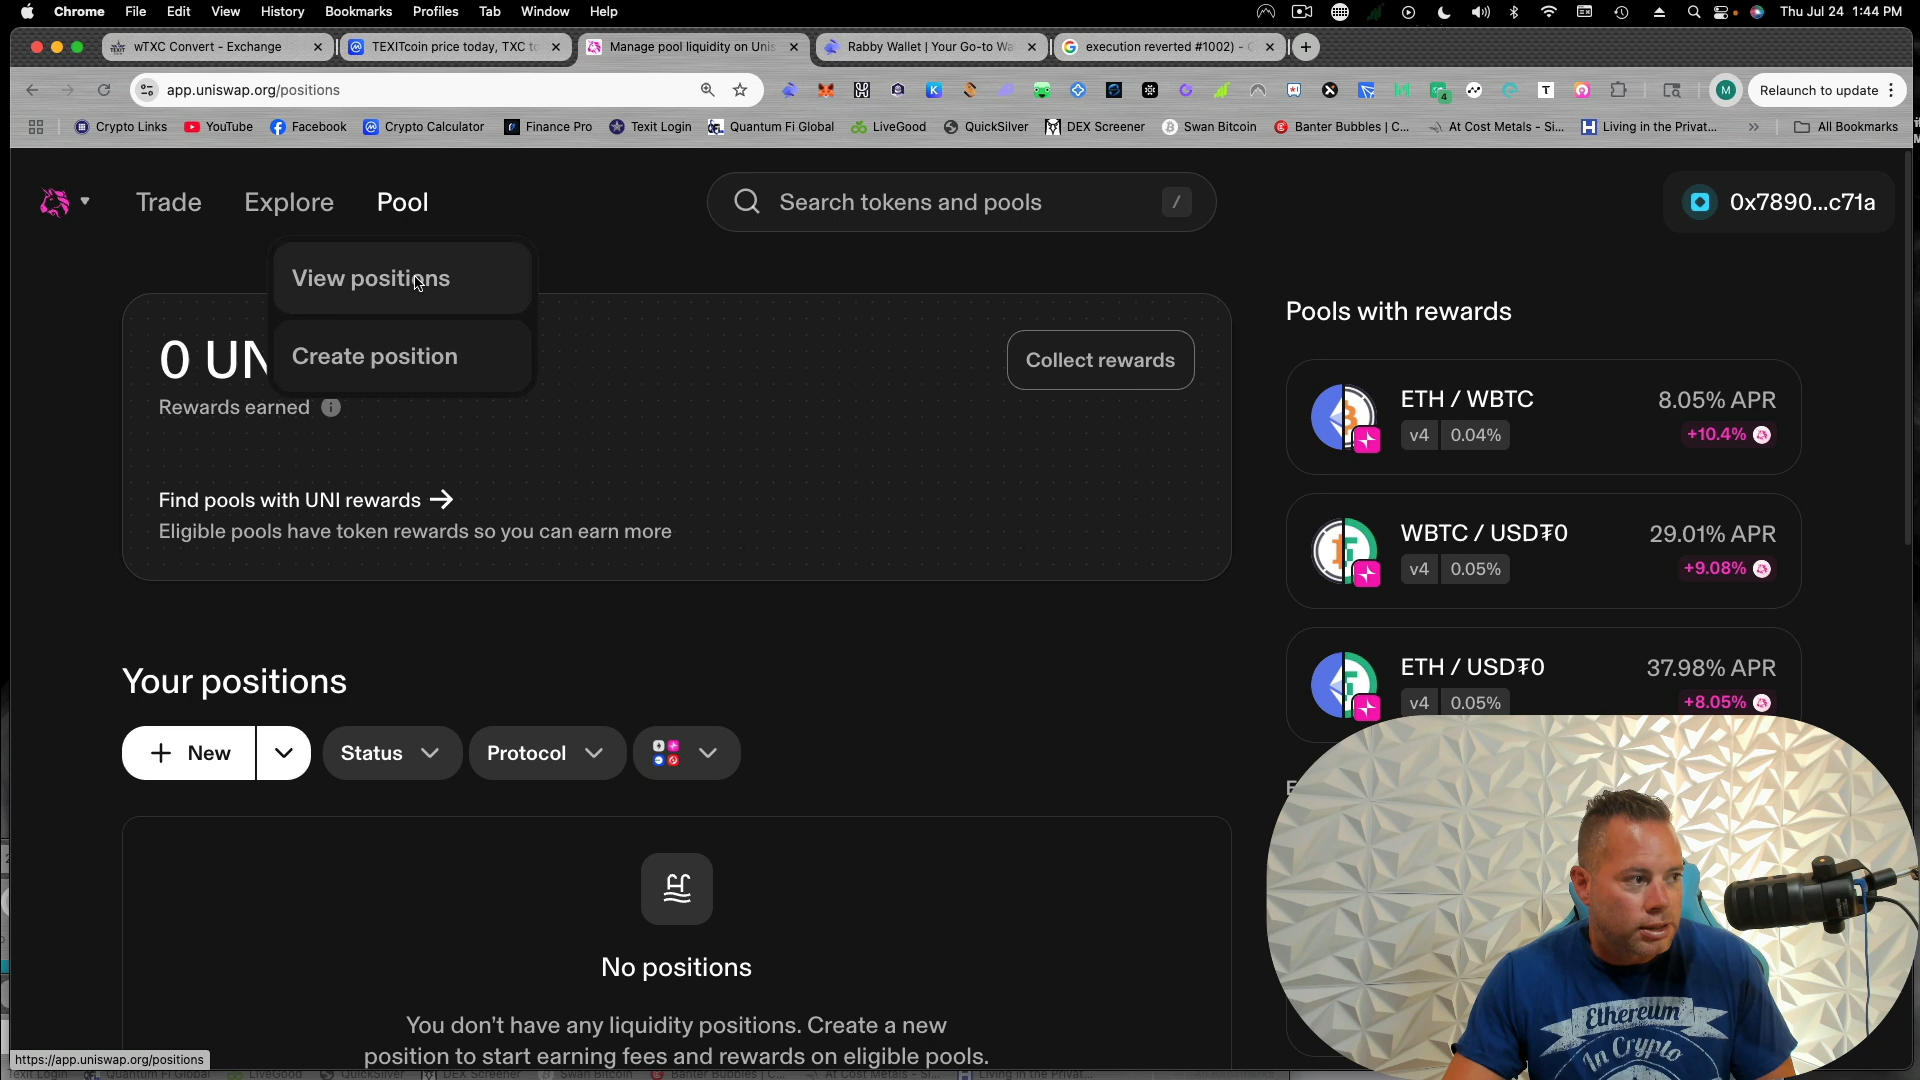 Chrome File Edit View History Bookmarks Profiles Tab Window Help
Thu Jul 24 1:44 PM
wTXC Convert - Exchange
TEXITcoin price today, TXC to
Manage pool liquidity on Unis
Rabby Wallet | Your Go-to Wa
execution reverted #1002) -
app.uniswap.org/positions
4
T
M
Relaunch to update
Crypto Links
YouTube
Facebook
Crypto Calculator
Finance Pro
Texit Login
Quantum Fi Global
LiveGood
QuickSilver
DEX Screener
Swan Bitcoin
Banter Bubbles | C...
At Cost Metals - Si...
Living in the Privat...
All Bookmarks
Trade
Explore
Pool
Search tokens and pools
/
0x7890...c71a
View positions
Create position
0 UN
Rewards earned
Collect rewards
Find pools with UNI rewards →
Eligible pools have token rewards so you can earn more
Pools with rewards
ETH / WBTC
8.05% APR
v4 0.04%
+10.4%
WBTC / USD₮0
29.01% APR
v4 0.05%
+9.08%
ETH / USD₮0
37.98% APR
v4 0.05%
+8.05%
Your positions
+ New
Status
Protocol
No positions
You don't have any liquidity positions. Create a new
position to start earning fees and rewards on eligible pools.
https://app.uniswap.org/positions
Ethereum
In Crypto